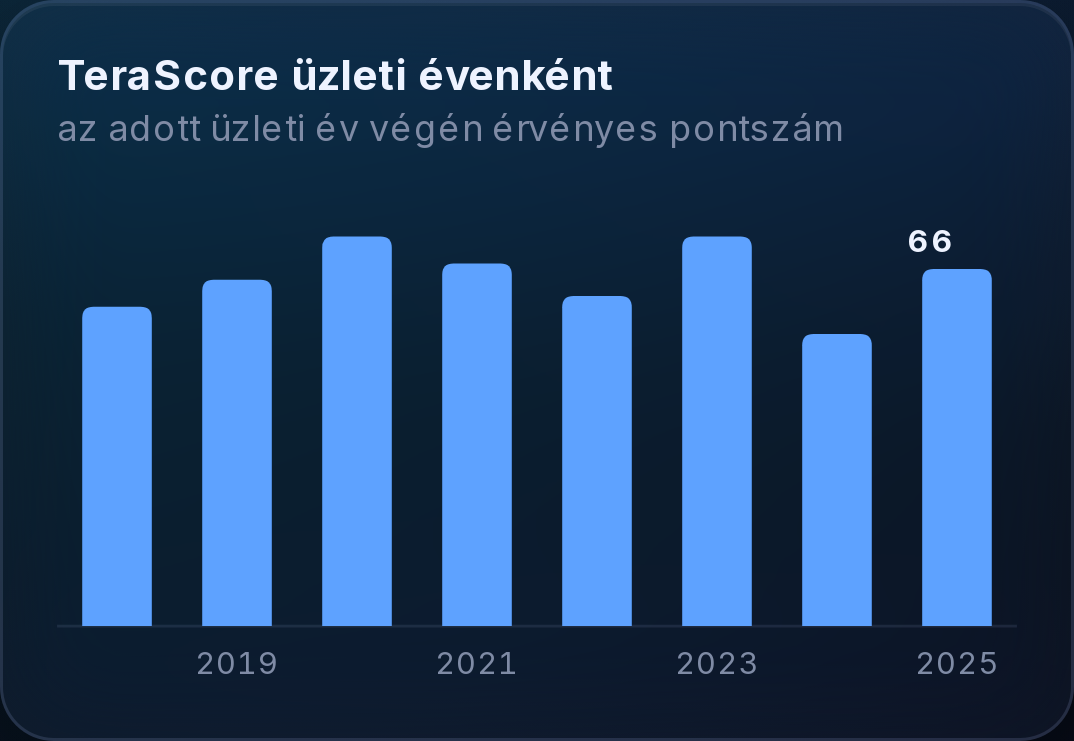 TeraScore üzleti évenként
az adott üzleti év végén érvényes pontszám
66
2019 2021 2023 2025